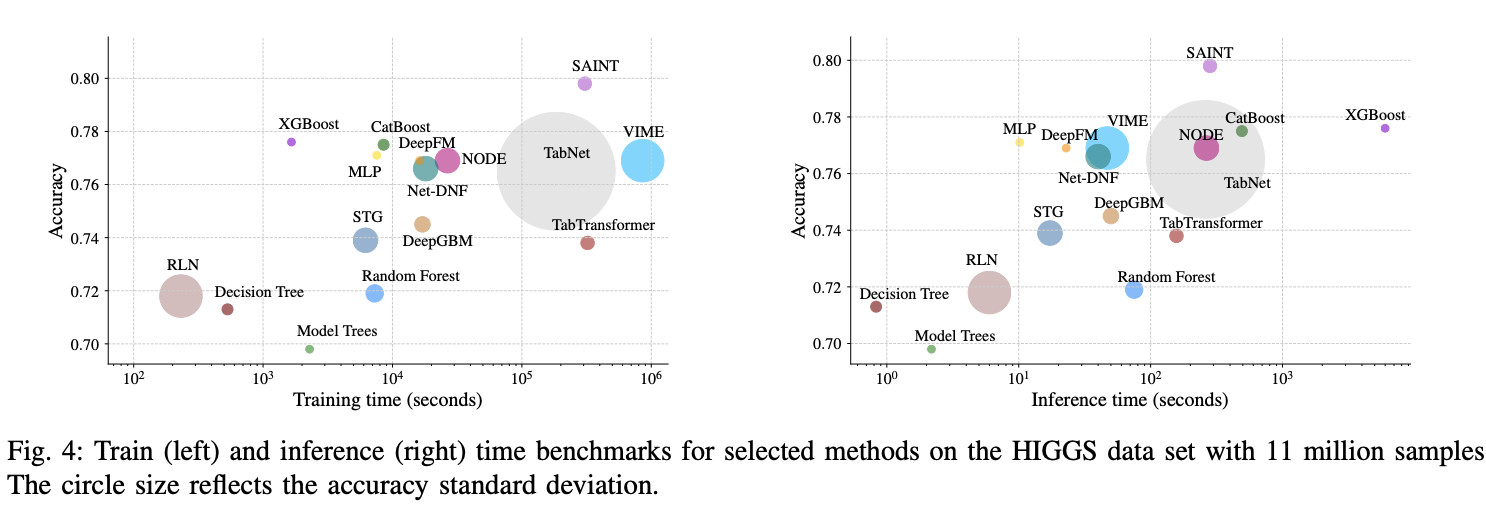 SAINT
0.80
XGBoost
CatBoost
VIME
0.78
DeepFM
MLP
NODE
TabNet
Net-DNF
0.76
Accuracy
STG
DeepGBM
TabTransformer
0.74
RLN
Random Forest
Decision Tree
0.72
Model Trees
0.70
10² 10³ 10⁴ 10⁵ 10⁶
Training time (seconds)
SAINT
0.80
XGBoost
CatBoost
VIME
0.78
MLP
DeepFM
NODE
Net-DNF
TabNet
0.76
Accuracy
STG
DeepGBM
TabTransformer
0.74
RLN
Random Forest
Decision Tree
0.72
Model Trees
0.70
10⁰ 10¹ 10² 10³
Inference time (seconds)
Fig. 4: Train (left) and inference (right) time benchmarks for selected methods on the HIGGS data set with 11 million samples
The circle size reflects the accuracy standard deviation.